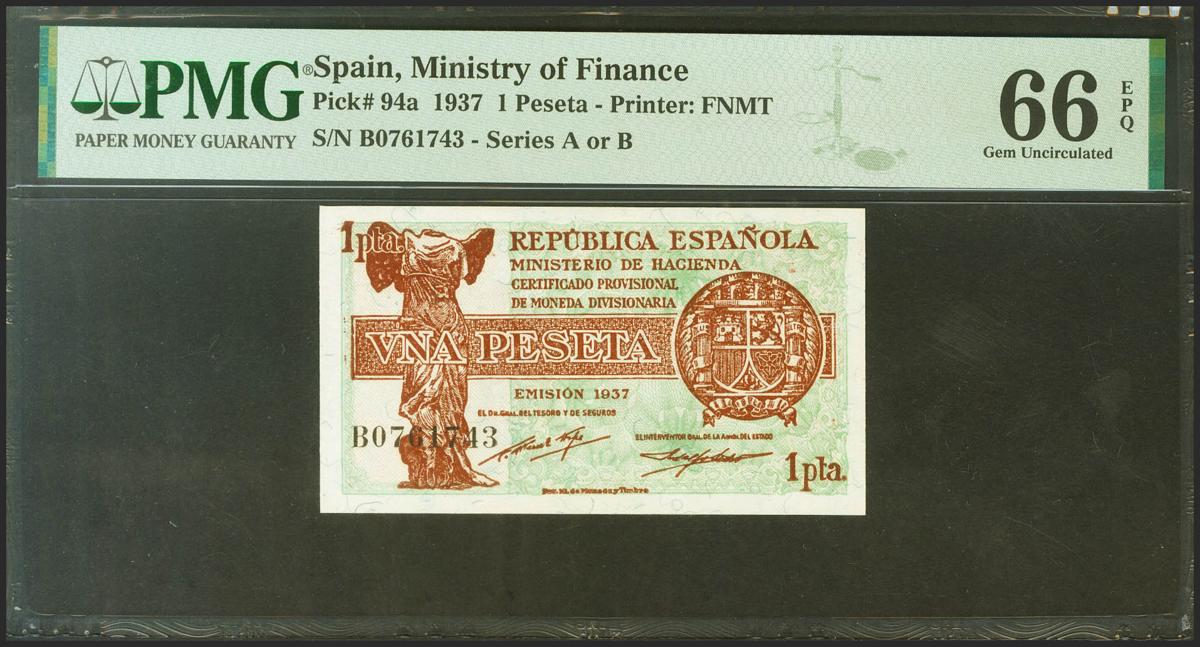 PMG®
PAPER MONEY GUARANTY
Spain, Ministry of Finance
Pick# 94a 1937 1 Peseta - Printer: FNMT
S/N B0761743 - Series A or B
66
EPQ
Gem Uncirculated
1pta.
REPÚBLICA ESPAÑOLA
MINISTERIO DE HACIENDA
CERTIFICADO PROVISIONAL
DE MONEDA DIVISIONARIA
VNA PESETA
EMISIÓN 1937
EL DR. GRAL. DEL TESORO Y DE SEGUROS
B0761743
EL INTERVENTOR GRAL. DE LA ADMÓN. DEL ESTADO
1pta.